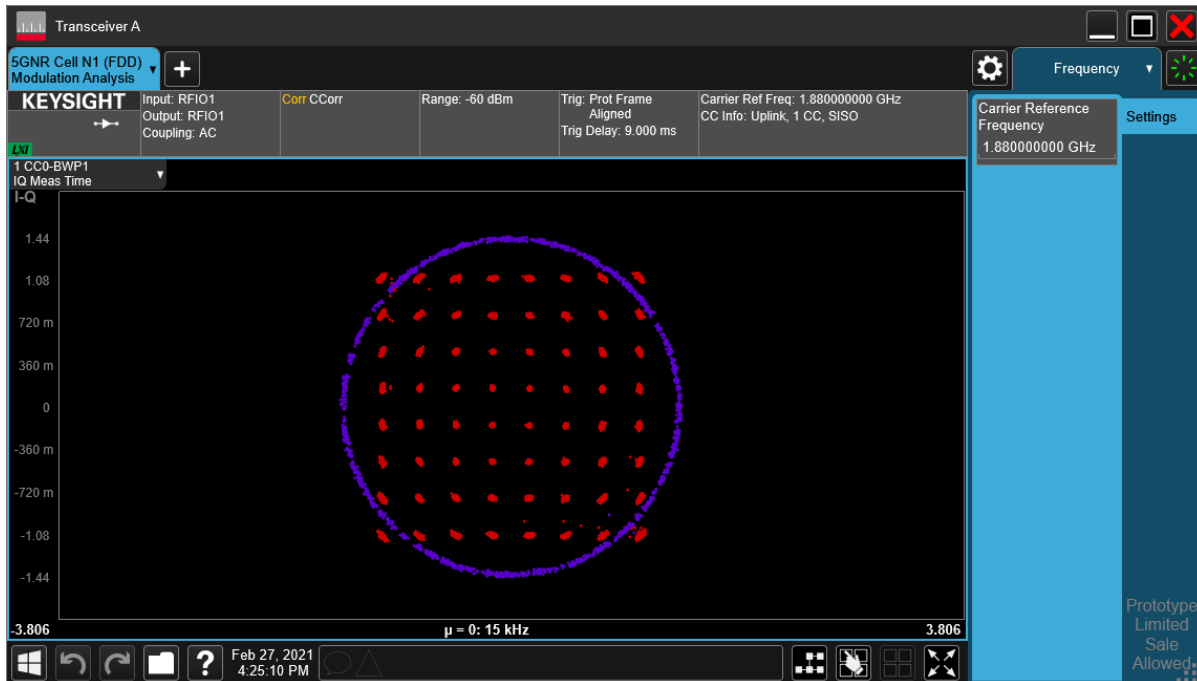 Transceiver A
5GNR Cell N1 (FDD)
Modulation Analysis
Frequency
KEYSIGHT
LXI
Input: RFIO1
Output: RFIO1
Coupling: AC
Corr CCorr
Range: -60 dBm
Trig: Prot Frame
Aligned
Trig Delay: 9.000 ms
Carrier Ref Freq: 1.880000000 GHz
CC Info: Uplink, 1 CC, SISO
Carrier Reference
Frequency
1.880000000 GHz
Settings
1 CC0-BWP1
IQ Meas Time
I-Q
1.44
1.08
720 m
360 m
0
-360 m
-720 m
-1.08
-1.44
-3.806
µ = 0: 15 kHz
3.806
Prototype
Limited
Sale
Allowed
?
Feb 27, 2021
4:25:10 PM